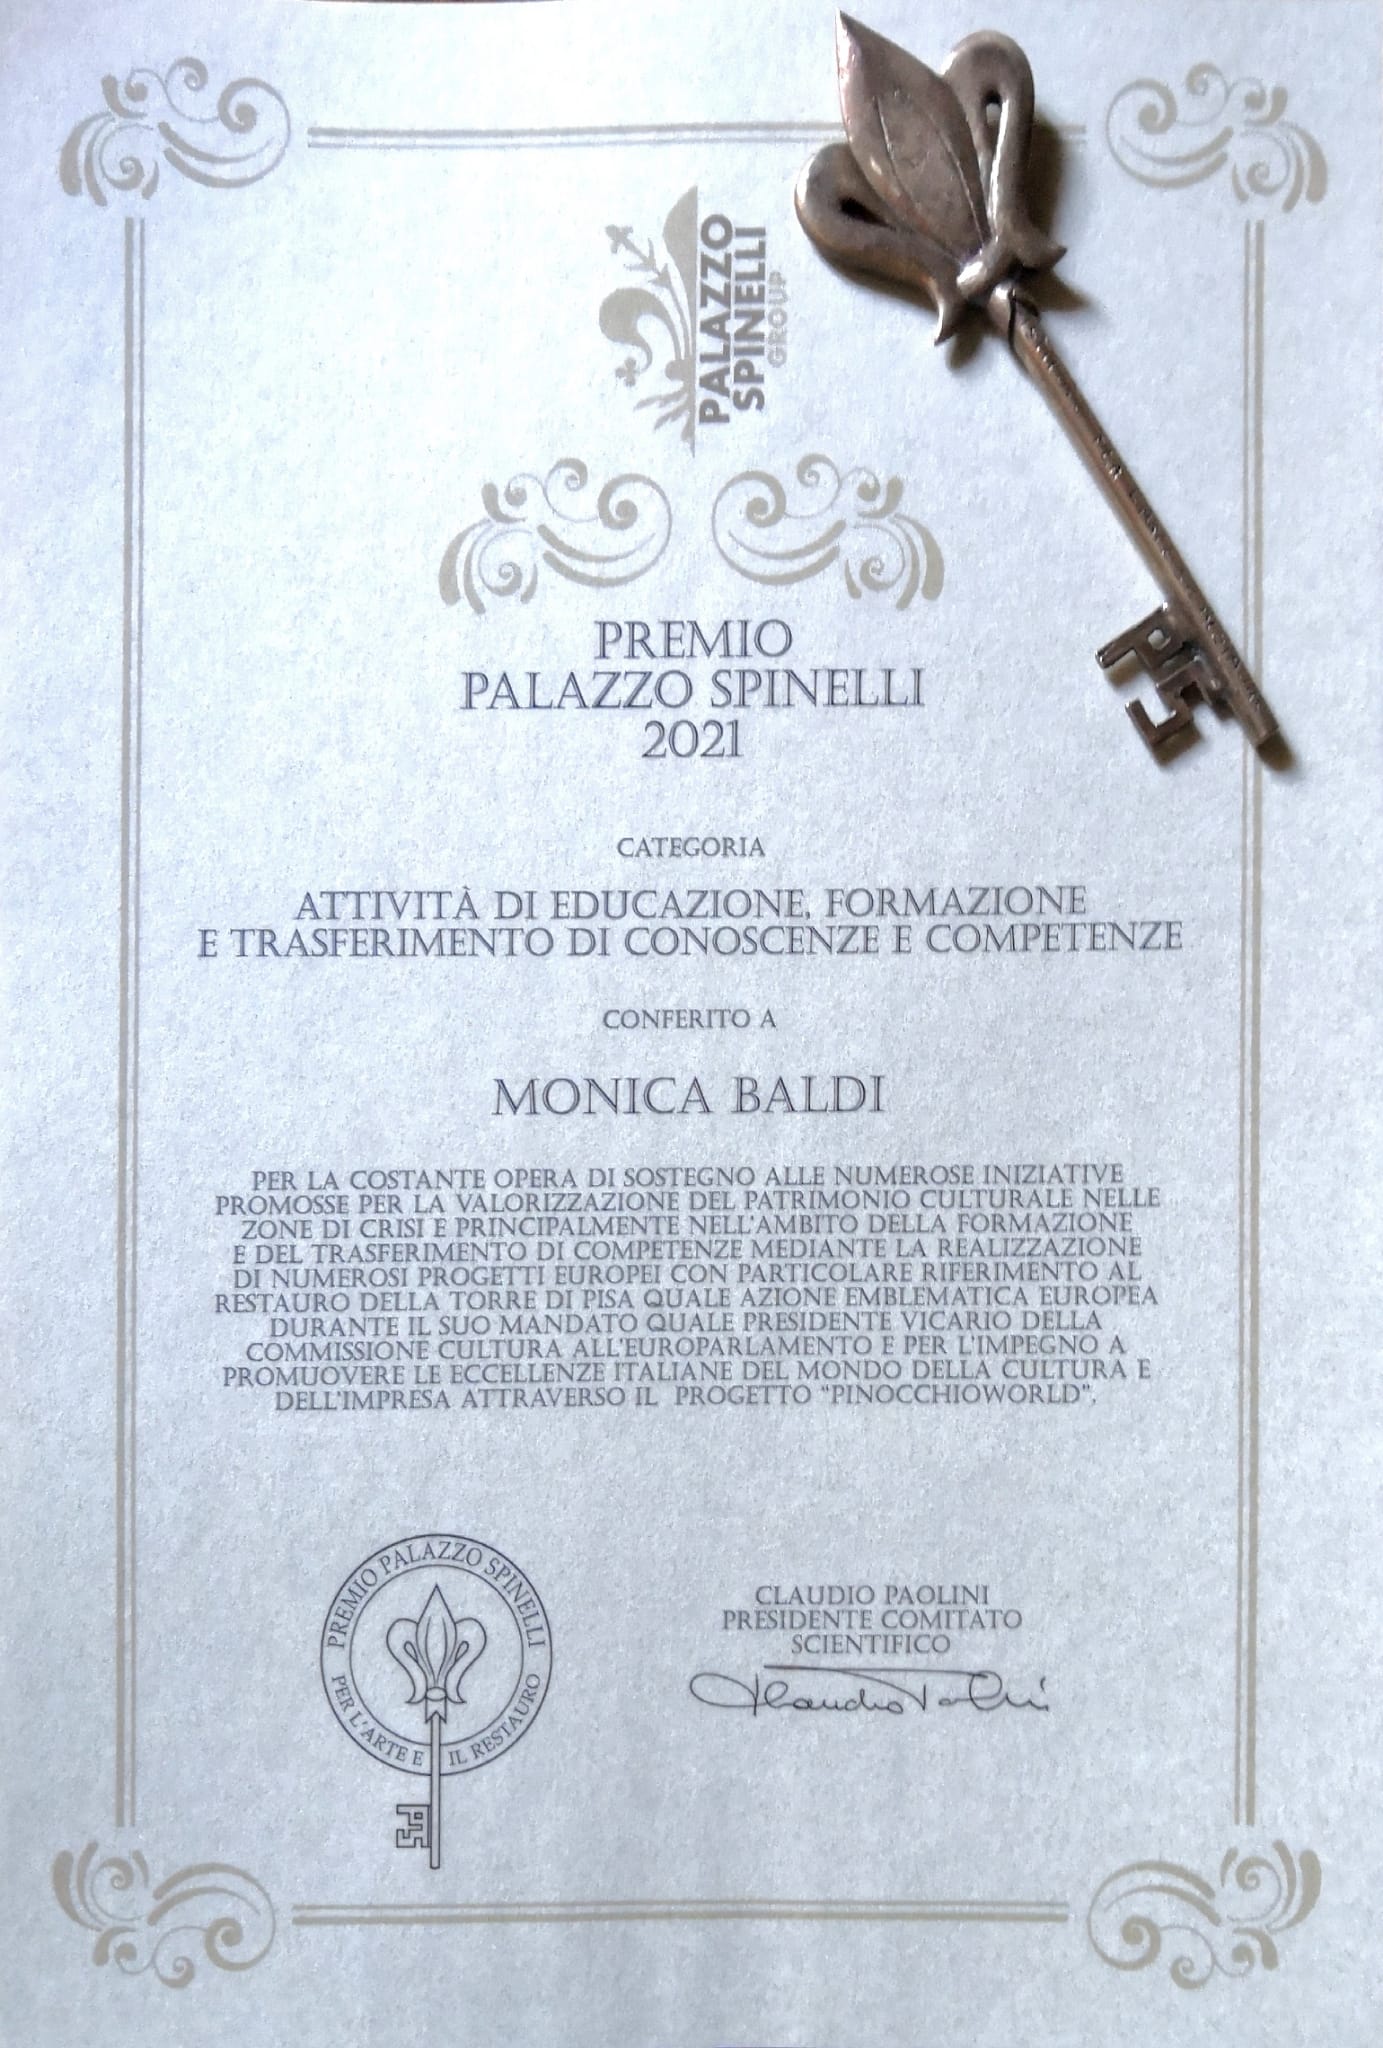 PALAZZO
SPINELLI
GROUP
PREMIO
PALAZZO SPINELLI
2021
CATEGORIA
ATTIVITÀ DI EDUCAZIONE, FORMAZIONE
E TRASFERIMENTO DI CONOSCENZE E COMPETENZE
CONFERITO A
MONICA BALDI
PER LA COSTANTE OPERA DI SOSTEGNO ALLE NUMEROSE INIZIATIVE
PROMOSSE PER LA VALORIZZAZIONE DEL PATRIMONIO CULTURALE NELLE
ZONE DI CRISI E PRINCIPALMENTE NELL'AMBITO DELLA FORMAZIONE
E DEL TRASFERIMENTO DI COMPETENZE MEDIANTE LA REALIZZAZIONE
DI NUMEROSI PROGETTI EUROPEI CON PARTICOLARE RIFERIMENTO AL
RESTAURO DELLA TORRE DI PISA QUALE AZIONE EMBLEMATICA EUROPEA
DURANTE IL SUO MANDATO QUALE PRESIDENTE VICARIO DELLA
COMMISSIONE CULTURA ALL'EUROPARLAMENTO E PER L'IMPEGNO A
PROMUOVERE LE ECCELLENZE ITALIANE DEL MONDO DELLA CULTURA E
DELL'IMPRESA ATTRAVERSO IL PROGETTO "PINOCCHIOWORLD".
PREMIO PALAZZO SPINELLI
PER L'ARTE E IL RESTAURO
PS
CLAUDIO PAOLINI
PRESIDENTE COMITATO
SCIENTIFICO
Claudio Paolini